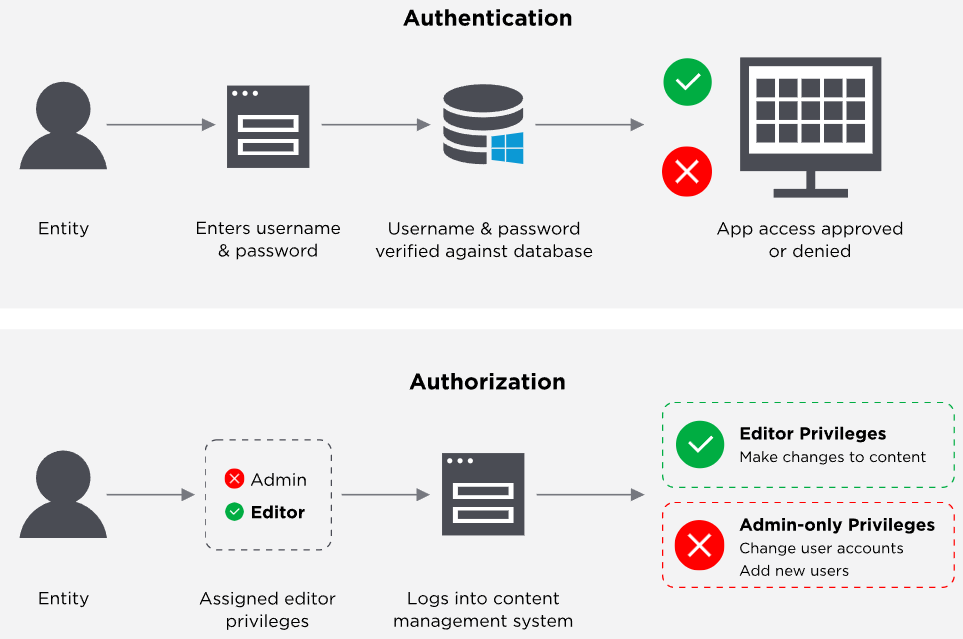 Authentication
Entity
Enters username
& password
Username & password
verified against database
App access approved
or denied
Authorization
Admin
Editor
Editor Privileges
Make changes to content
Admin-only Privileges
Change user accounts
Add new users
Entity
Assigned editor
privileges
Logs into content
management system